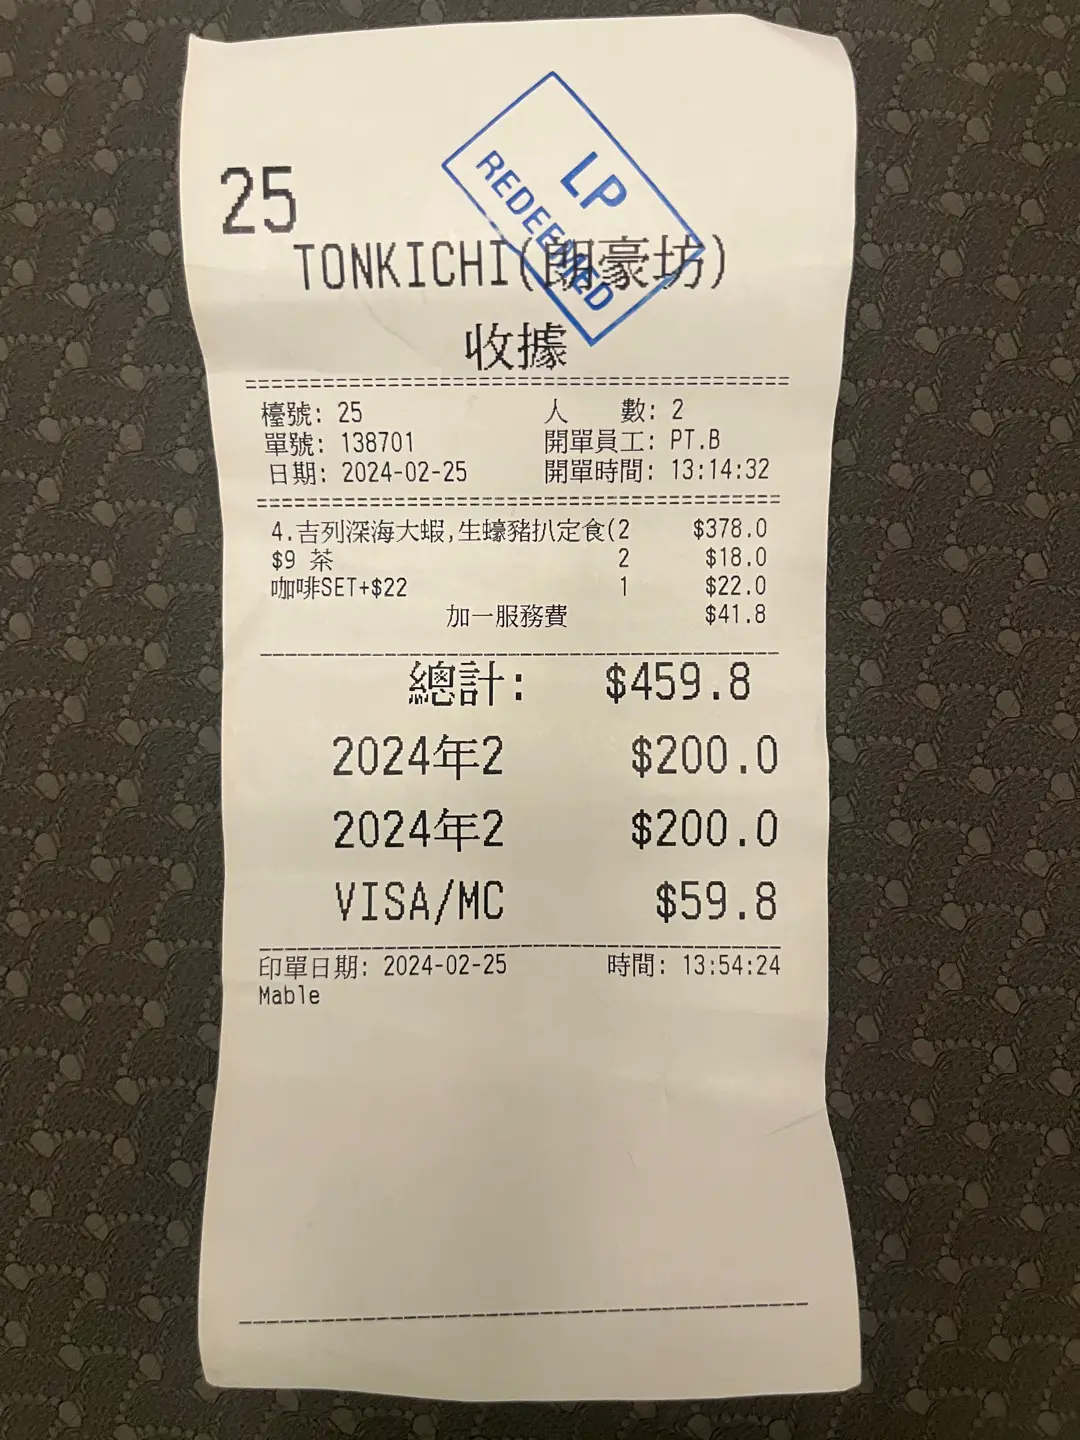 25
LP
REDEEMED
TONKICHI(朗豪坊)
收據
檯號: 25 人 數: 2
單號: 138701 開單員工: PT.B
日期: 2024-02-25 開單時間: 13:14:32
4.吉列深海大蝦,生蠔豬扒定食(2 $378.0
$9 茶 2 $18.0
咖啡SET+$22 1 $22.0
加一服務費 $41.8
總計: $459.8
2024年2 $200.0
2024年2 $200.0
VISA/MC $59.8
印單日期: 2024-02-25 時間: 13:54:24
Mable